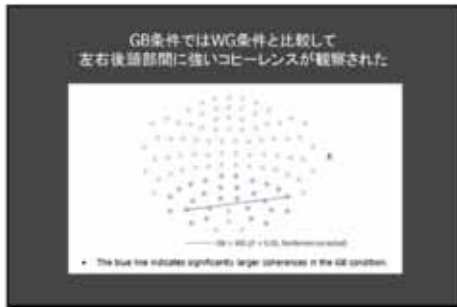 GB条件ではWG条件と比較して
左右後頭部間に強いコヒーレンスが観察された
• The blue line indicates significantly larger coherences in the GB condition.